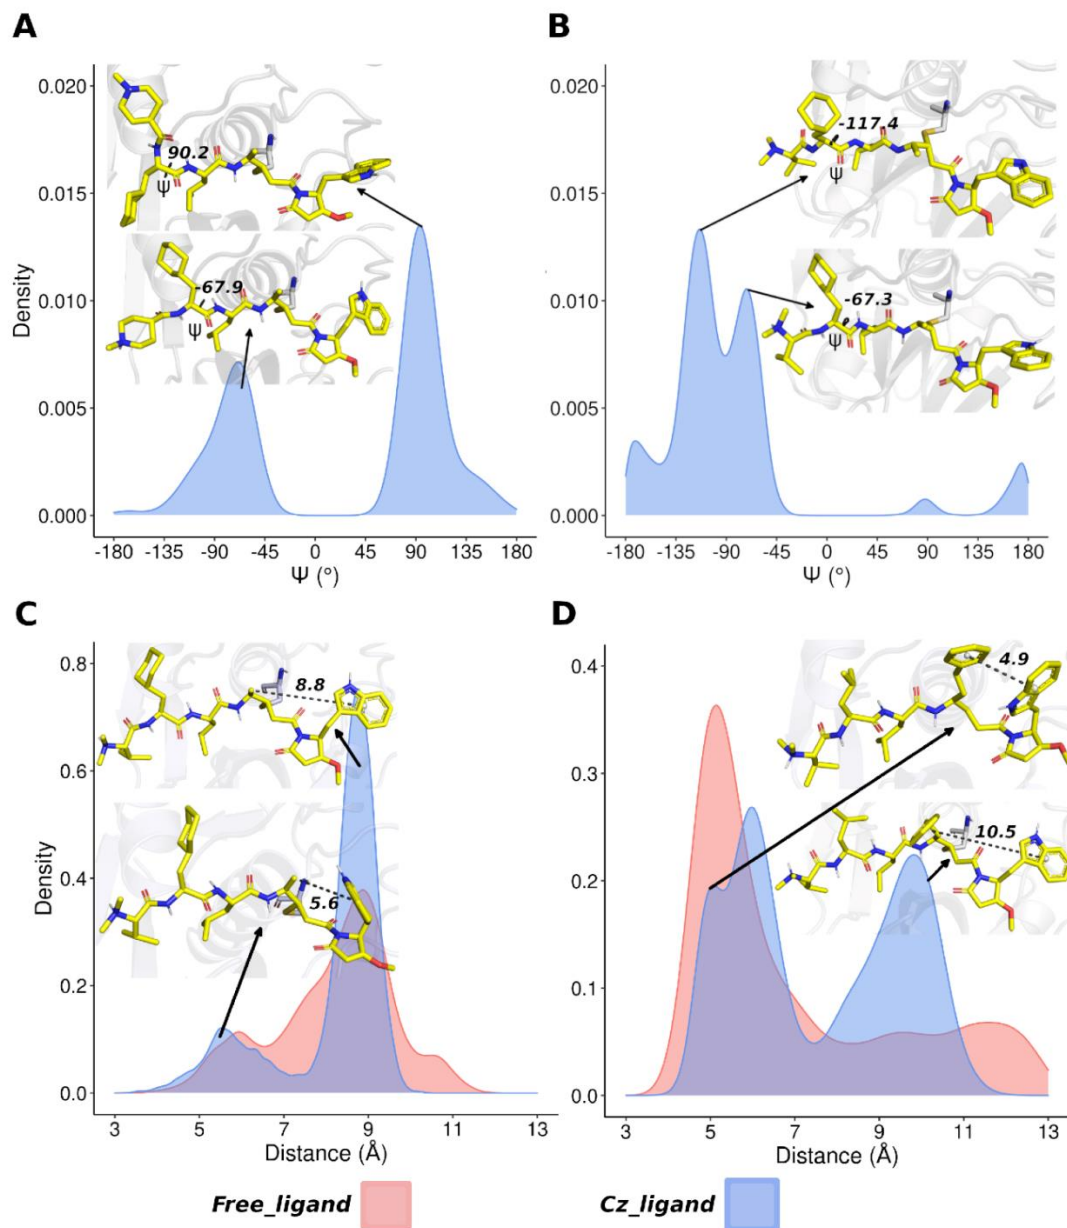 A
B
0.020
0.015
0.010
0.005
0.000
Density
90.2
Ψ
-67.9
Ψ
-180 -135 -90 -45 0 45 90 135 180
Ψ (°)
0.020
0.015
0.010
0.005
0.000
Density
-117.4
Ψ
-67.3
Ψ
-180 -135 -90 -45 0 45 90 135 180
Ψ (°)
C
D
0.8
0.6
0.4
0.2
0.0
Density
8.8
5.6
3 5 7 9 11 13
Distance (Å)
0.4
0.3
0.2
0.1
0.0
Density
4.9
10.5
3 5 7 9 11 13
Distance (Å)
Free_ligand
Cz_ligand